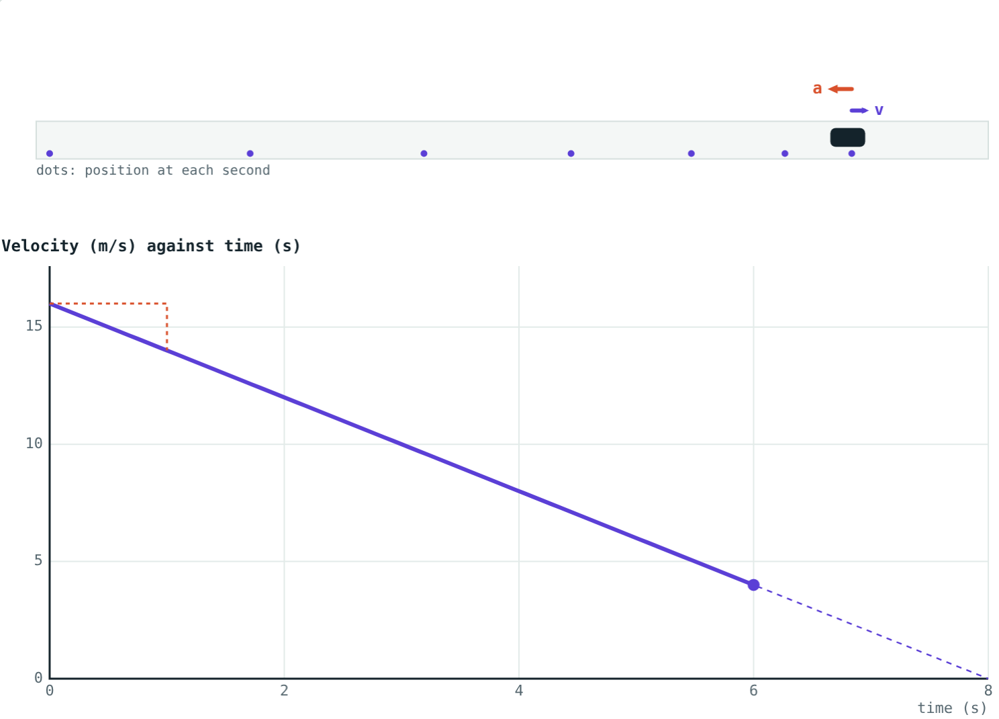 a
v
dots: position at each second
Velocity (m/s) against time (s)
15
10
5
0
0 2 4 6 8
time (s)